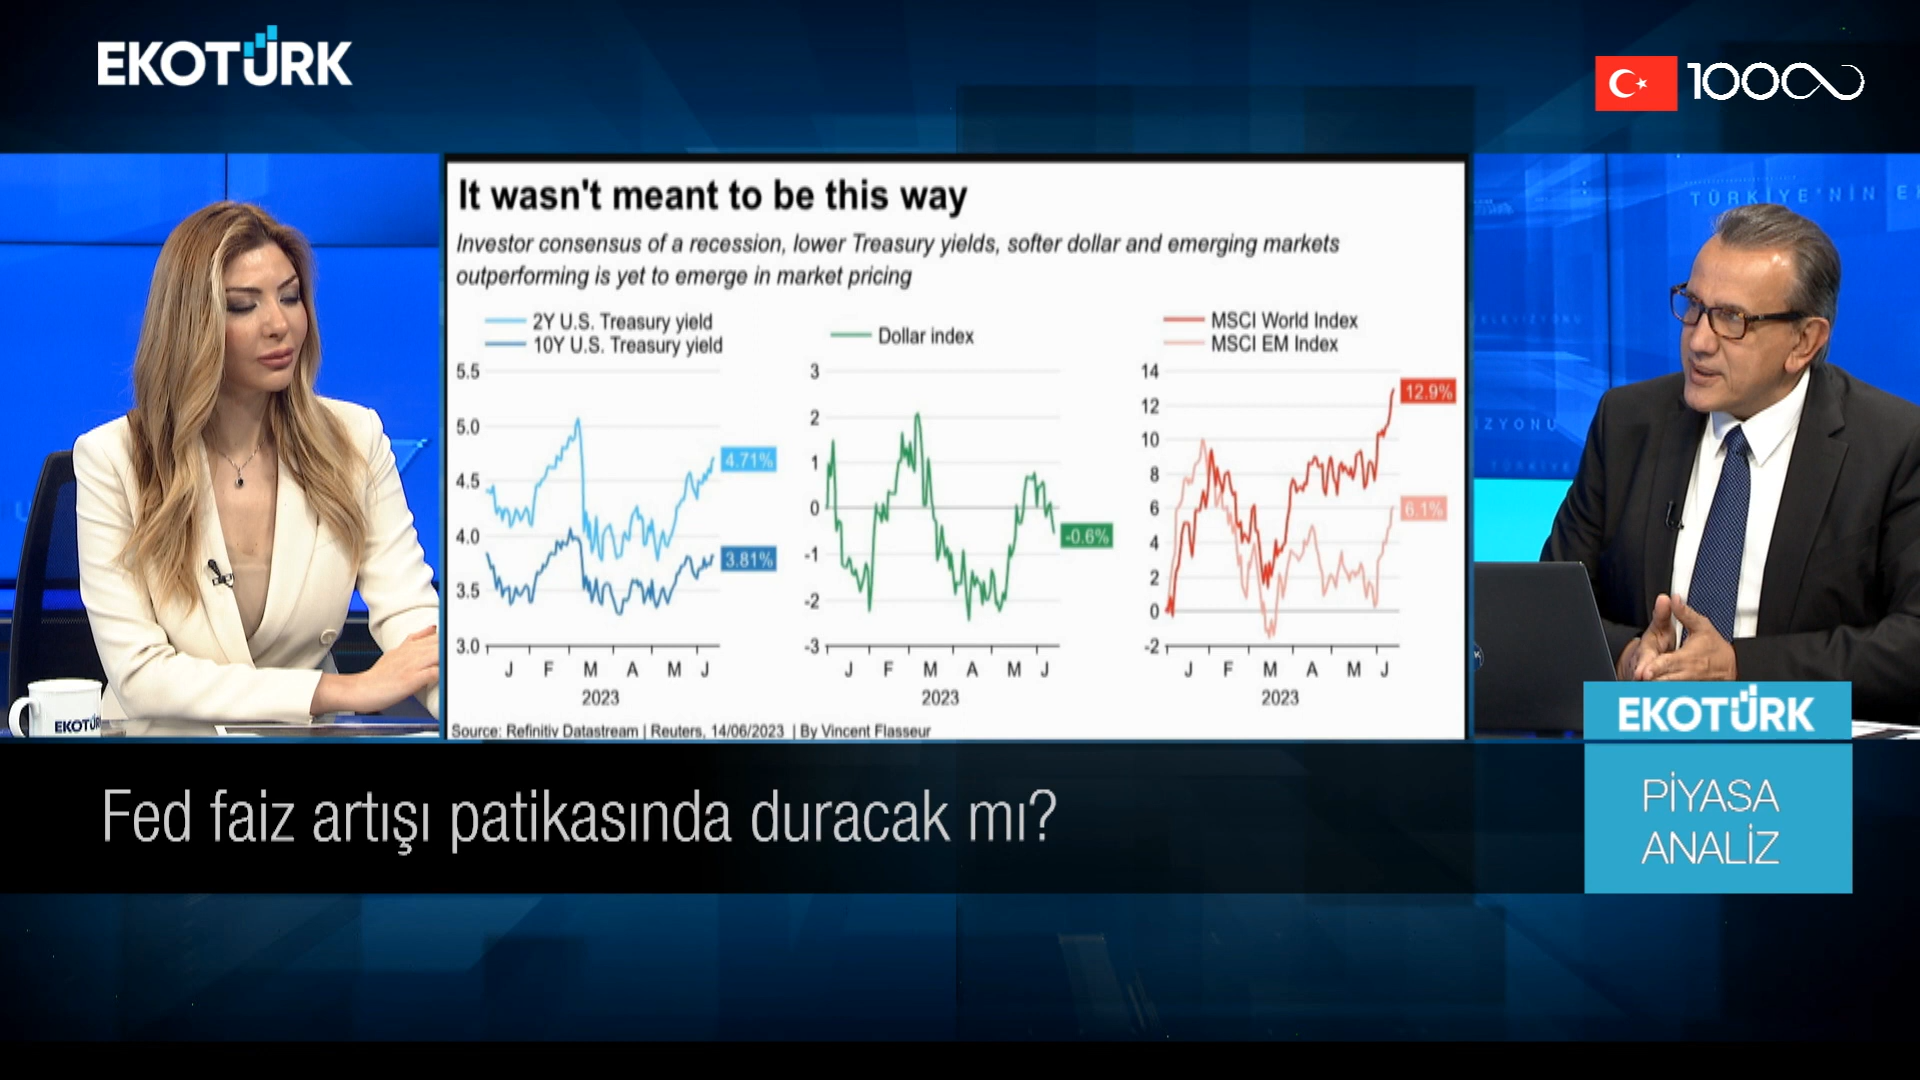 EKOTÜRK
100
TÜRKİYE'NİN
It wasn't meant to be this way
Investor consensus of a recession, lower Treasury yields, softer dollar and emerging markets
outperforming is yet to emerge in market pricing
2Y U.S. Treasury yield
10Y U.S. Treasury yield
5.5
5.0
4.5
4.0
3.5
3.0
4.71%
3.81%
J F M A M J
2023
Dollar index
3
2
1
0
-1
-2
-3
-0.6%
J F M A M J
2023
MSCI World Index
MSCI EM Index
14
12
10
8
6
4
2
0
-2
12.9%
6.1%
J F M A M J
2023
Source: Refinitiv Datastream | Reuters, 14/06/2023 | By Vincent Flasseur
EKOTÜRK
EKOTÜRK
Fed faiz artışı patikasında duracak mı?
PİYASA
ANALİZ